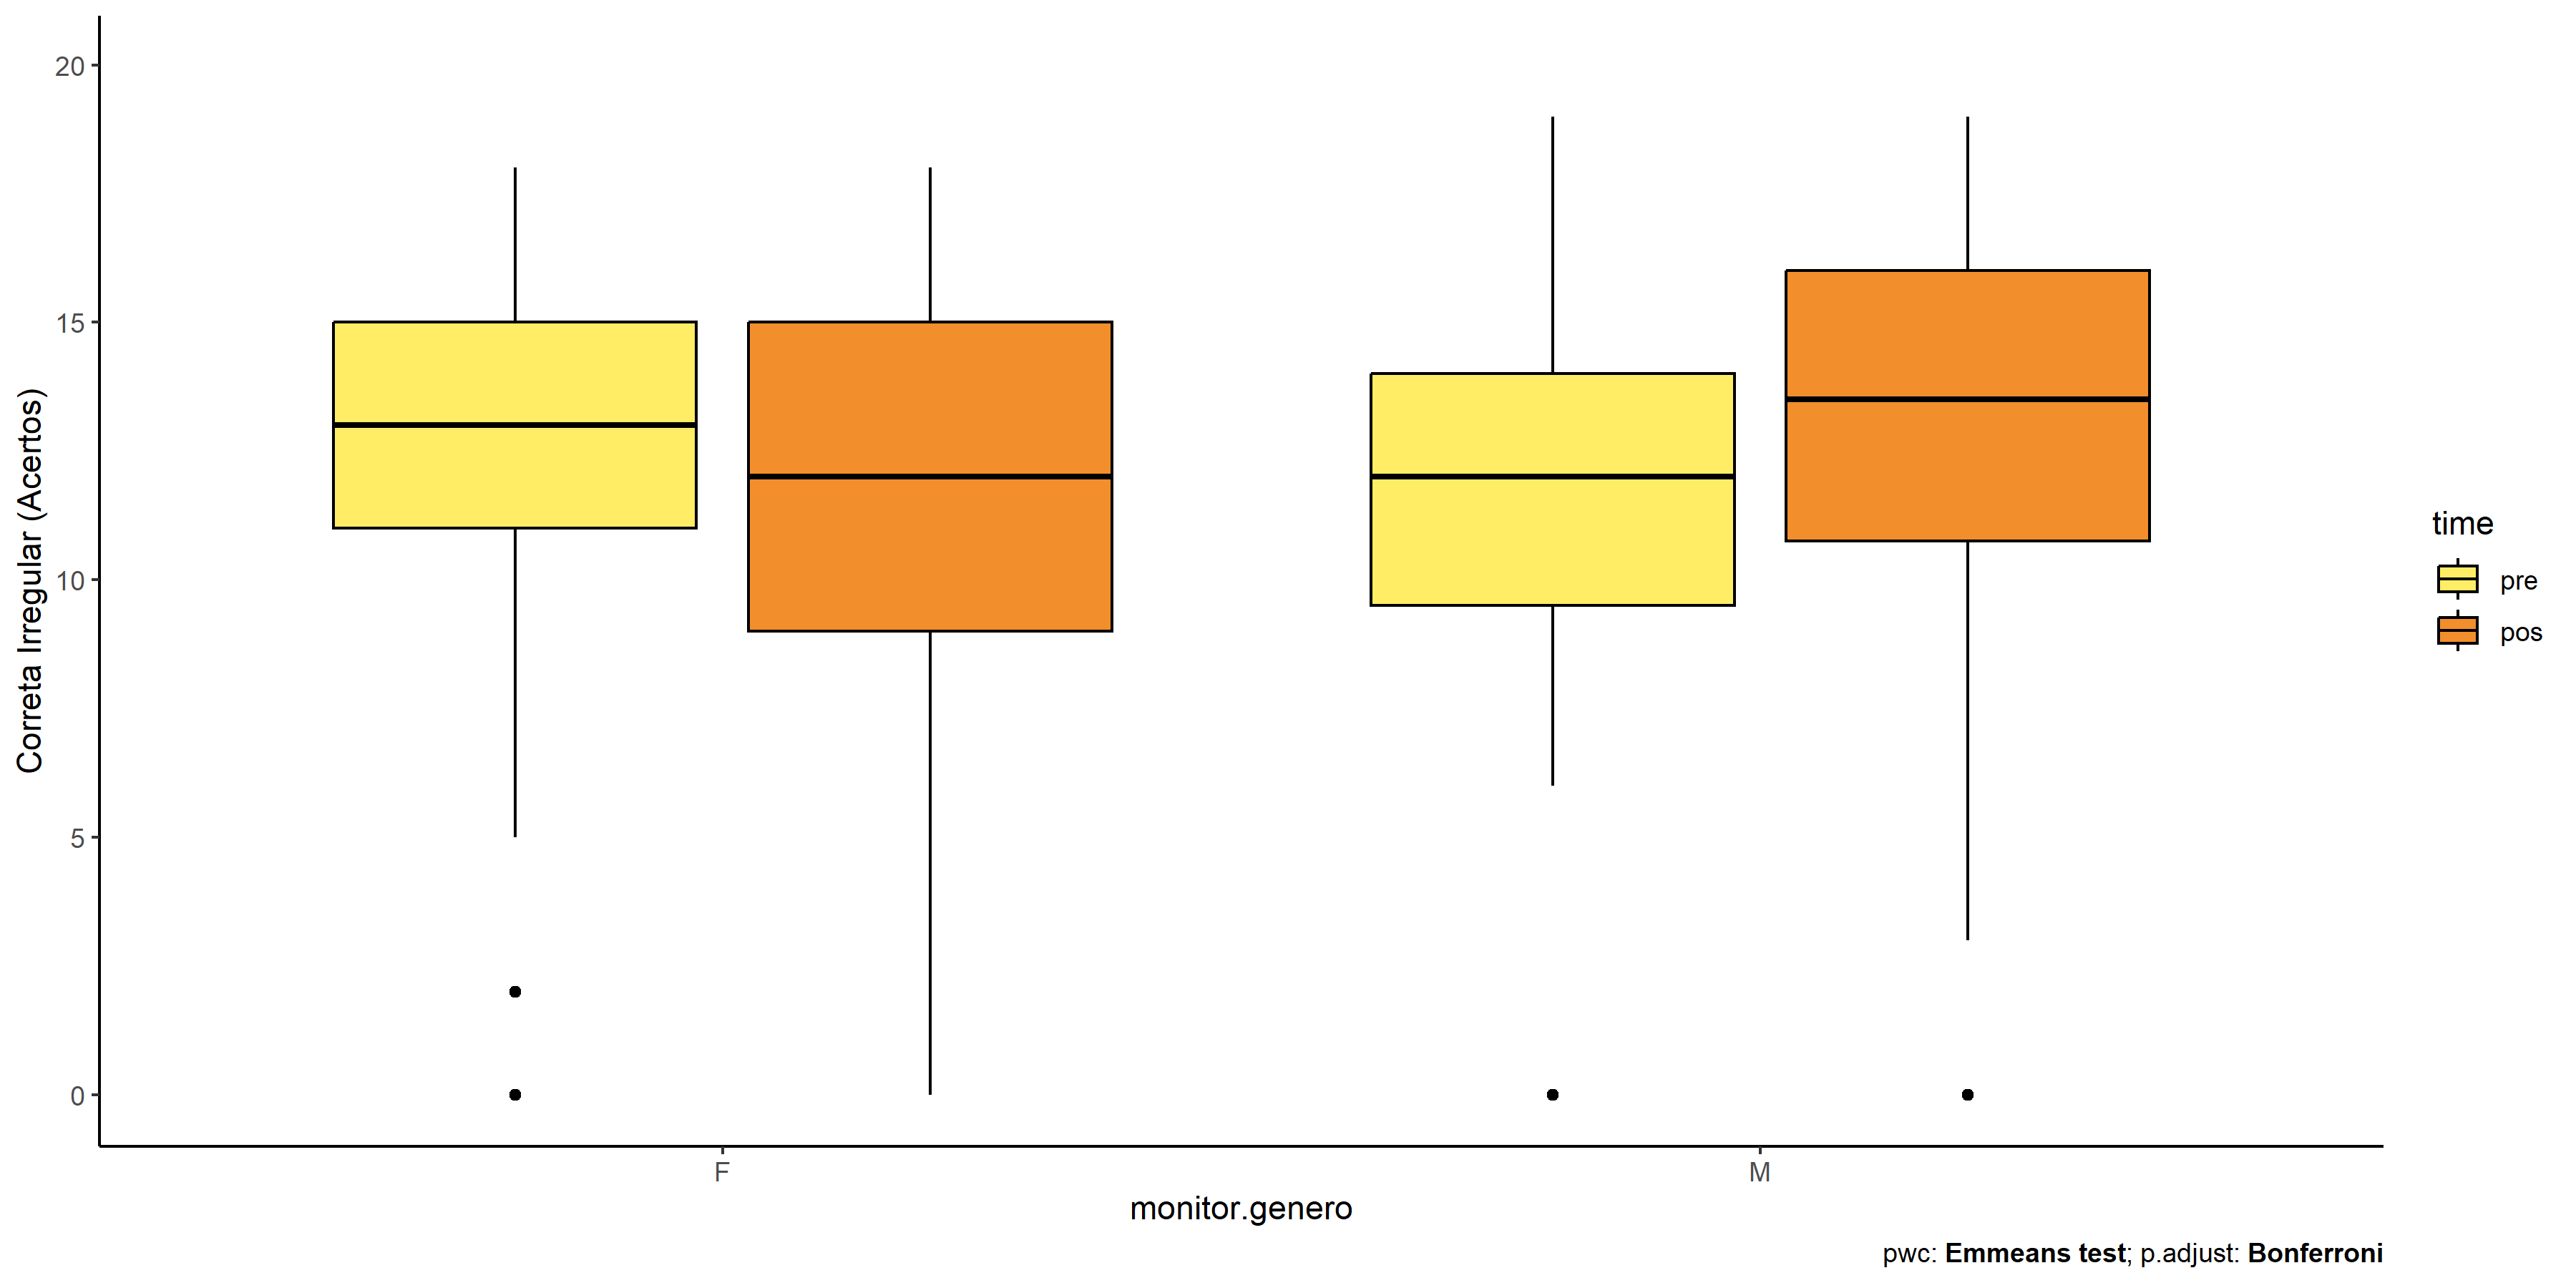 20
15
10
5
0
Correta Irregular (Acertos)
F
M
monitor.genero
time
pre
pos
pwc: Emmeans test; p.adjust: Bonferroni